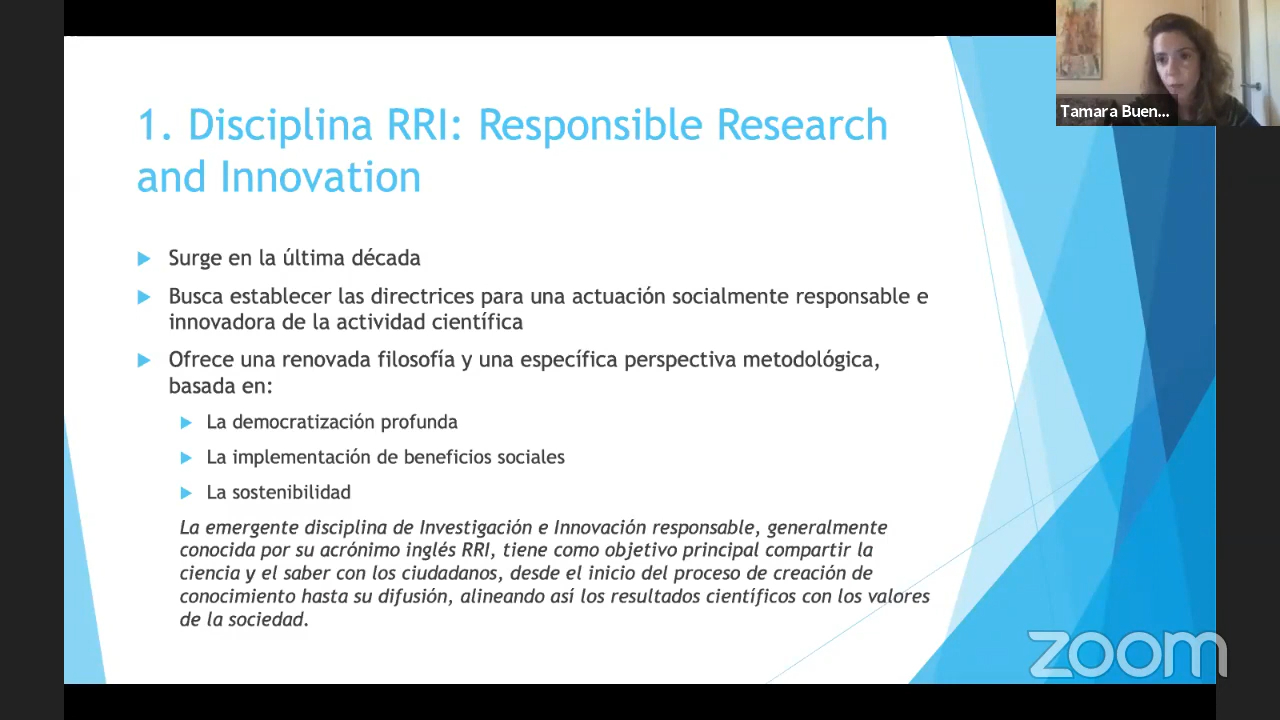 1. Disciplina RRI: Responsible Research
and Innovation
Surge en la última década
Busca establecer las directrices para una actuación socialmente responsable e
innovadora de la actividad científica
Ofrece una renovada filosofía y una específica perspectiva metodológica,
basada en:
La democratización profunda
La implementación de beneficios sociales
La sostenibilidad
La emergente disciplina de Investigación e Innovación responsable, generalmente
conocida por su acrónimo inglés RRI, tiene como objetivo principal compartir la
ciencia y el saber con los ciudadanos, desde el inicio del proceso de creación de
conocimiento hasta su difusión, alineando así los resultados científicos con los valores
de la sociedad.
Tamara Buen...
zoom